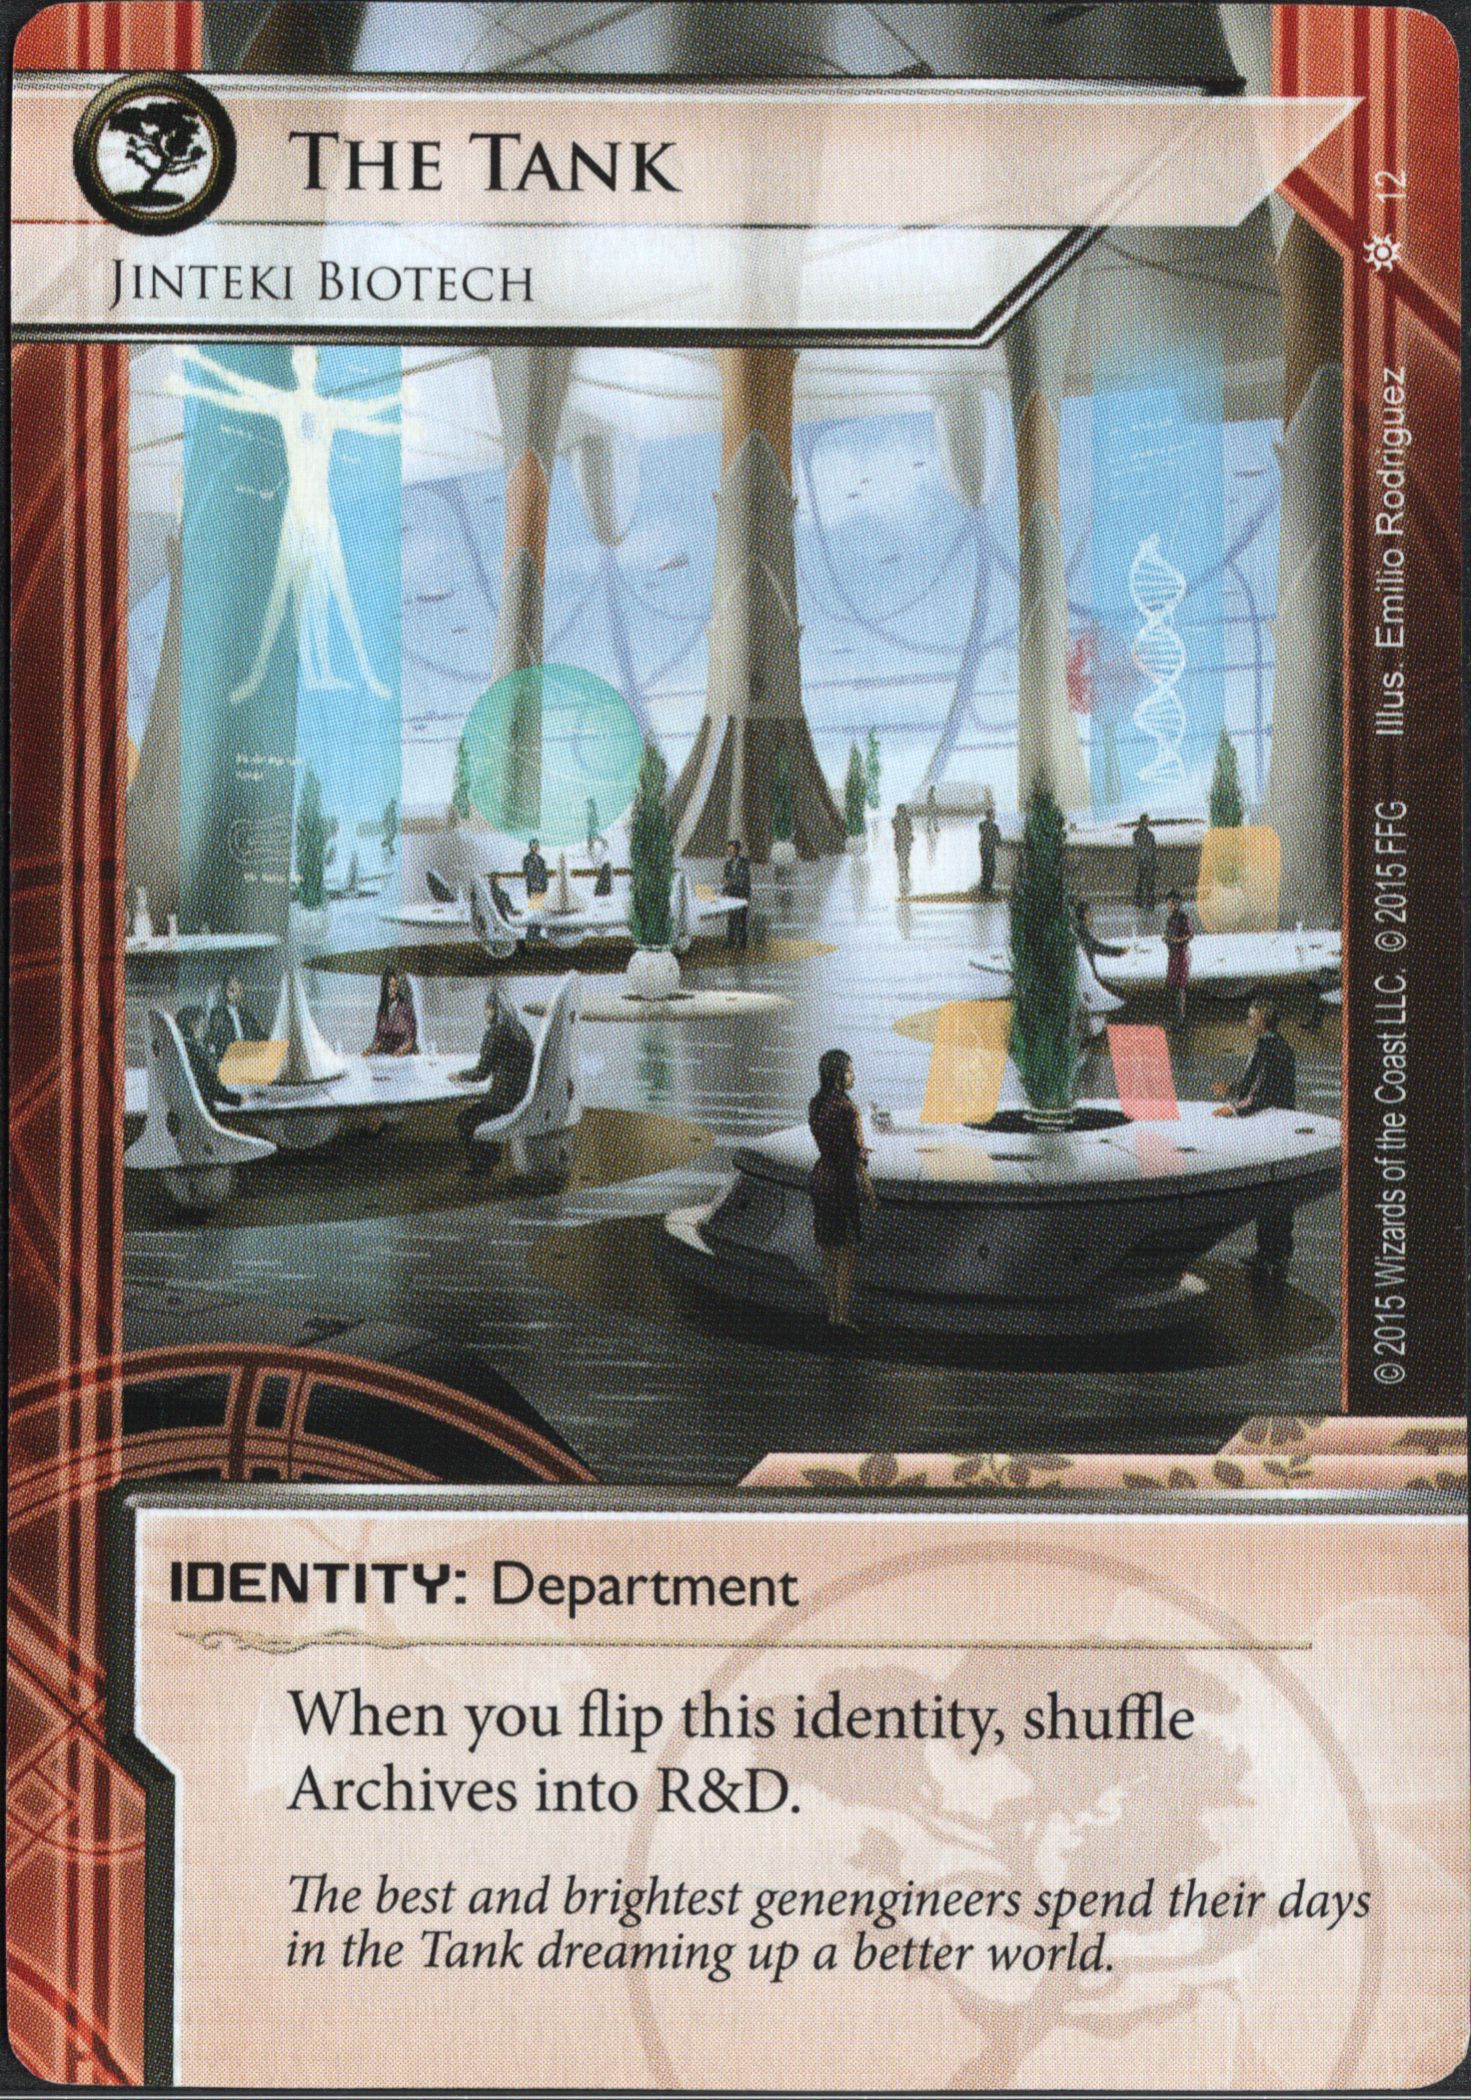 The Tank
Jinteki Biotech
12
Illus. Emilio Rodriguez
© 2015 Wizards of the Coast LLC. © 2015 FFG
IDENTITY: Department
When you flip this identity, shuffle
Archives into R&D.
The best and brightest genengineers spend their days
in the Tank dreaming up a better world.